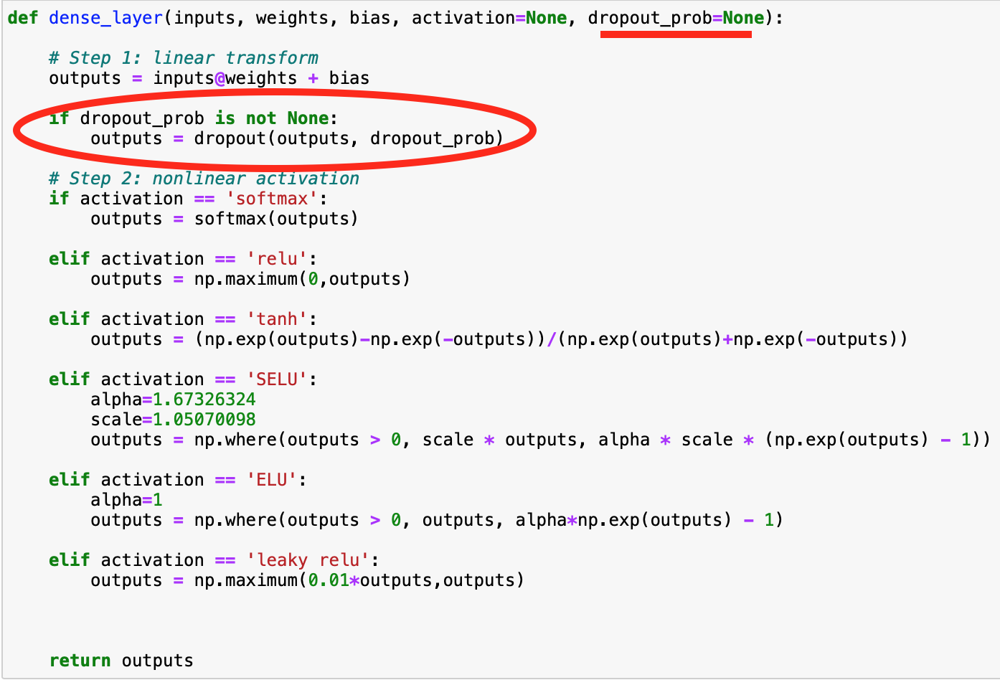 def dense_layer(inputs, weights, bias, activation=None, dropout_prob=None):
    # Step 1: linear transform
    outputs = inputs@weights + bias
    if dropout_prob is not None:
        outputs = dropout(outputs, dropout_prob)
    # Step 2: nonlinear activation
    if activation == 'softmax':
        outputs = softmax(outputs)
    elif activation == 'relu':
        outputs = np.maximum(0,outputs)
    elif activation == 'tanh':
        outputs = (np.exp(outputs)-np.exp(-outputs))/(np.exp(outputs)+np.exp(-outputs))
    elif activation == 'SELU':
        alpha=1.67326324
        scale=1.05070098
        outputs = np.where(outputs > 0, scale * outputs, alpha * scale * (np.exp(outputs) - 1))
    elif activation == 'ELU':
        alpha=1
        outputs = np.where(outputs > 0, outputs, alpha*np.exp(outputs) - 1)
    elif activation == 'leaky relu':
        outputs = np.maximum(0.01*outputs,outputs)
    return outputs